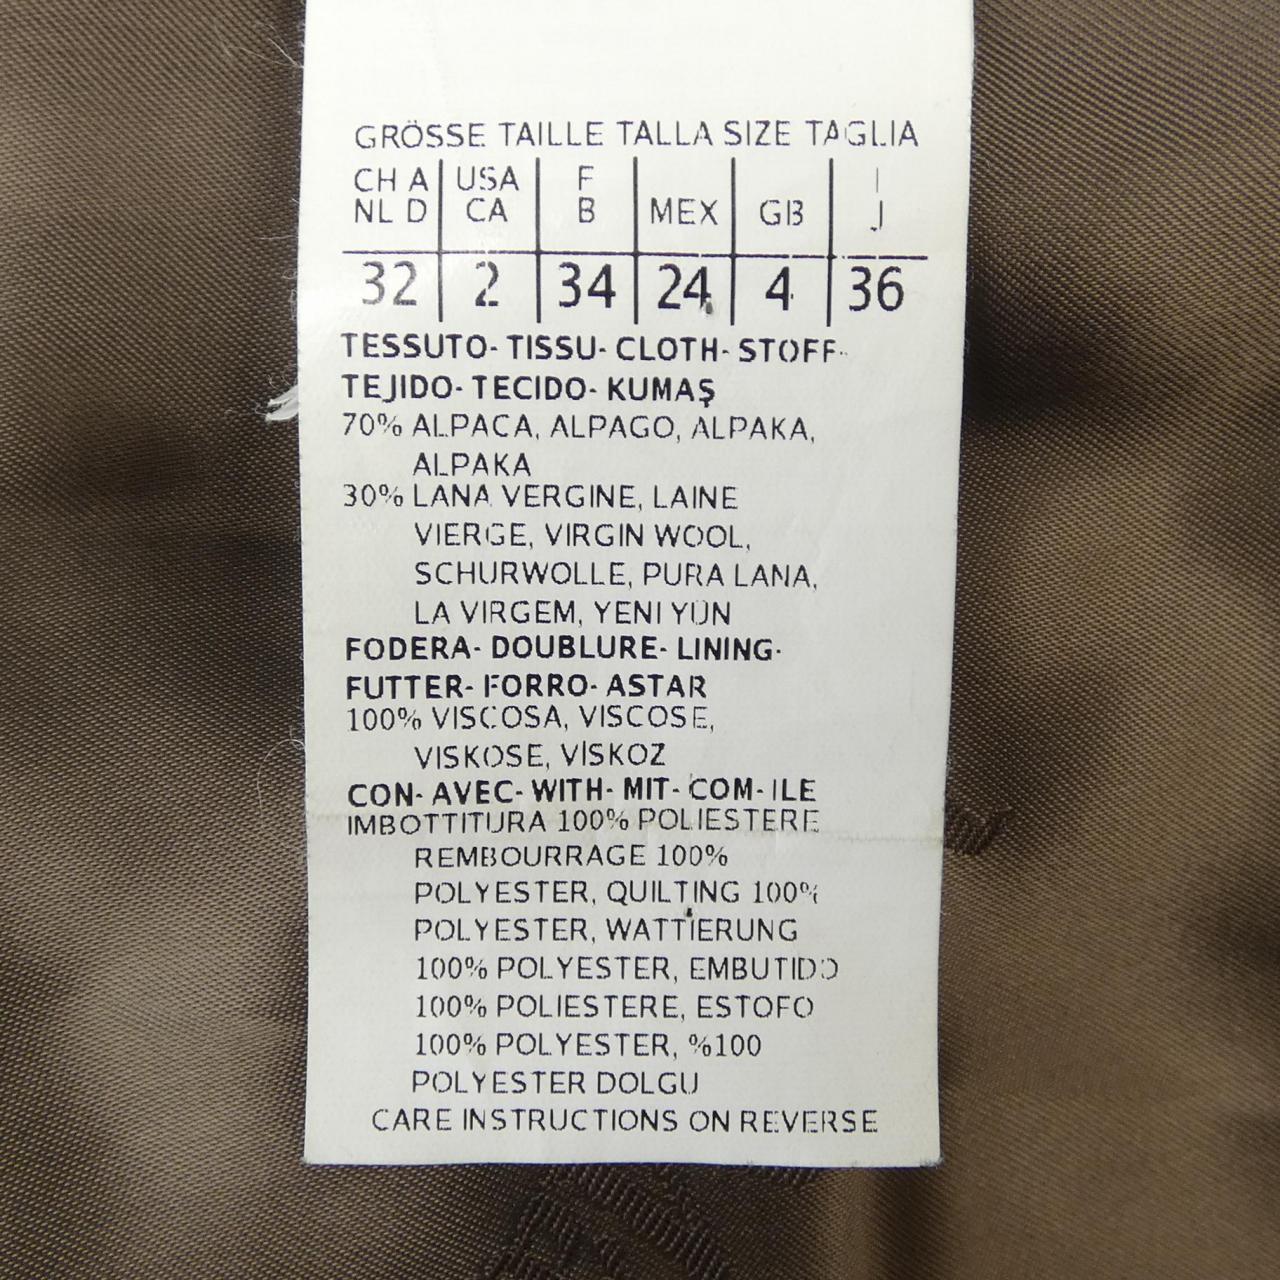 GRÖSSE TAILLE TALLA SIZE TAGLIA
CH A USA F I
NL D CA B MEX GB J
32 2 34 24 4 36
TESSUTO- TISSU- CLOTH- STOFF-
TEJIDO- TECIDO- KUMAŞ
70% ALPACA, ALPAGO, ALPAKA,
ALPAKA
30% LANA VERGINE, LAINE
VIERGE, VIRGIN WOOL,
SCHURWOLLE, PURA LANA,
LA VIRGEM, YENI YÜN
FODERA- DOUBLURE- LINING-
FUTTER- FORRO- ASTAR
100% VISCOSA, VISCOSE,
VISKOSE, VİSKOZ
CON- AVEC- WITH- MIT- COM- ILE
IMBOTTITURA 100% POLIESTERE
REMBOURRAGE 100%
POLYESTER, QUILTING 100%
POLYESTER, WATTIERUNG
100% POLYESTER, EMBUTIDO
100% POLIESTERE, ESTOFO
100% POLYESTER, %100
POLYESTER DOLGU
CARE INSTRUCTIONS ON REVERSE